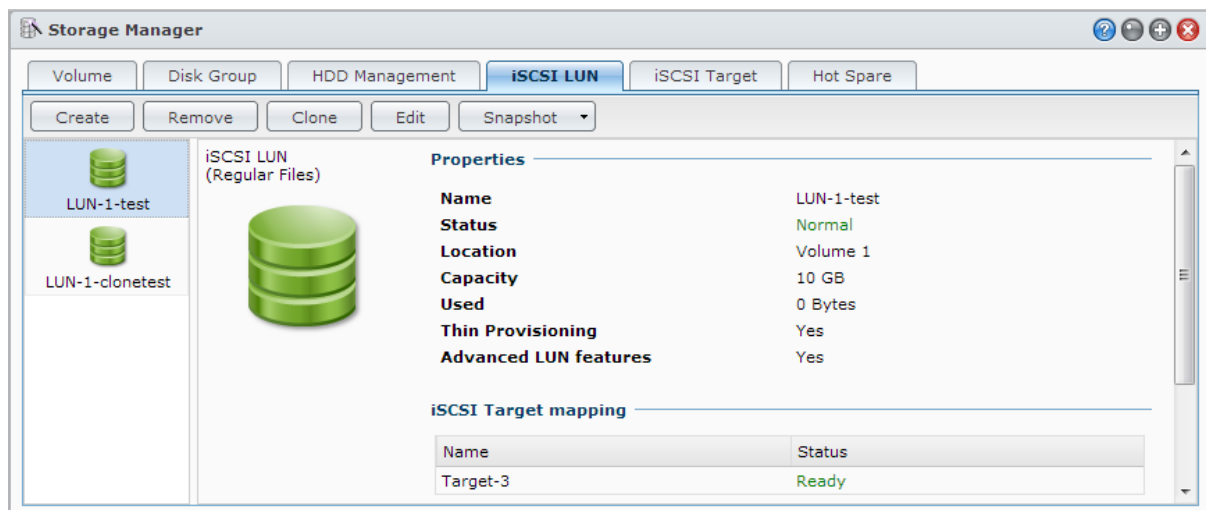 Storage Manager
Volume Disk Group HDD Management iSCSI LUN iSCSI Target Hot Spare
Create Remove Clone Edit Snapshot
LUN-1-test
LUN-1-clonetest
iSCSI LUN
(Regular Files)
Properties
Name LUN-1-test
Status Normal
Location Volume 1
Capacity 10 GB
Used 0 Bytes
Thin Provisioning Yes
Advanced LUN features Yes
iSCSI Target mapping
Name Status
Target-3 Ready